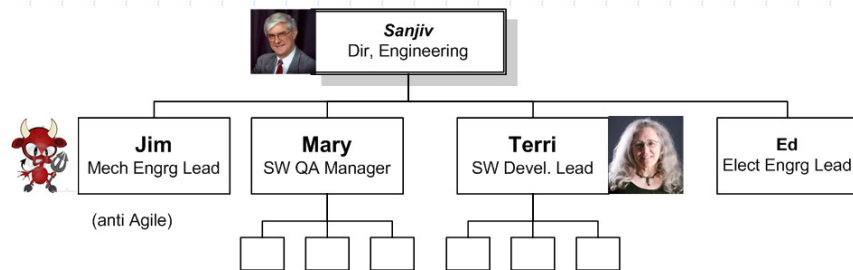 Sanjiv
Dir, Engineering
Jim
Mech Engrg Lead
Mary
SW QA Manager
Terri
SW Devel. Lead
Ed
Elect Engrg Lead
(anti Agile)